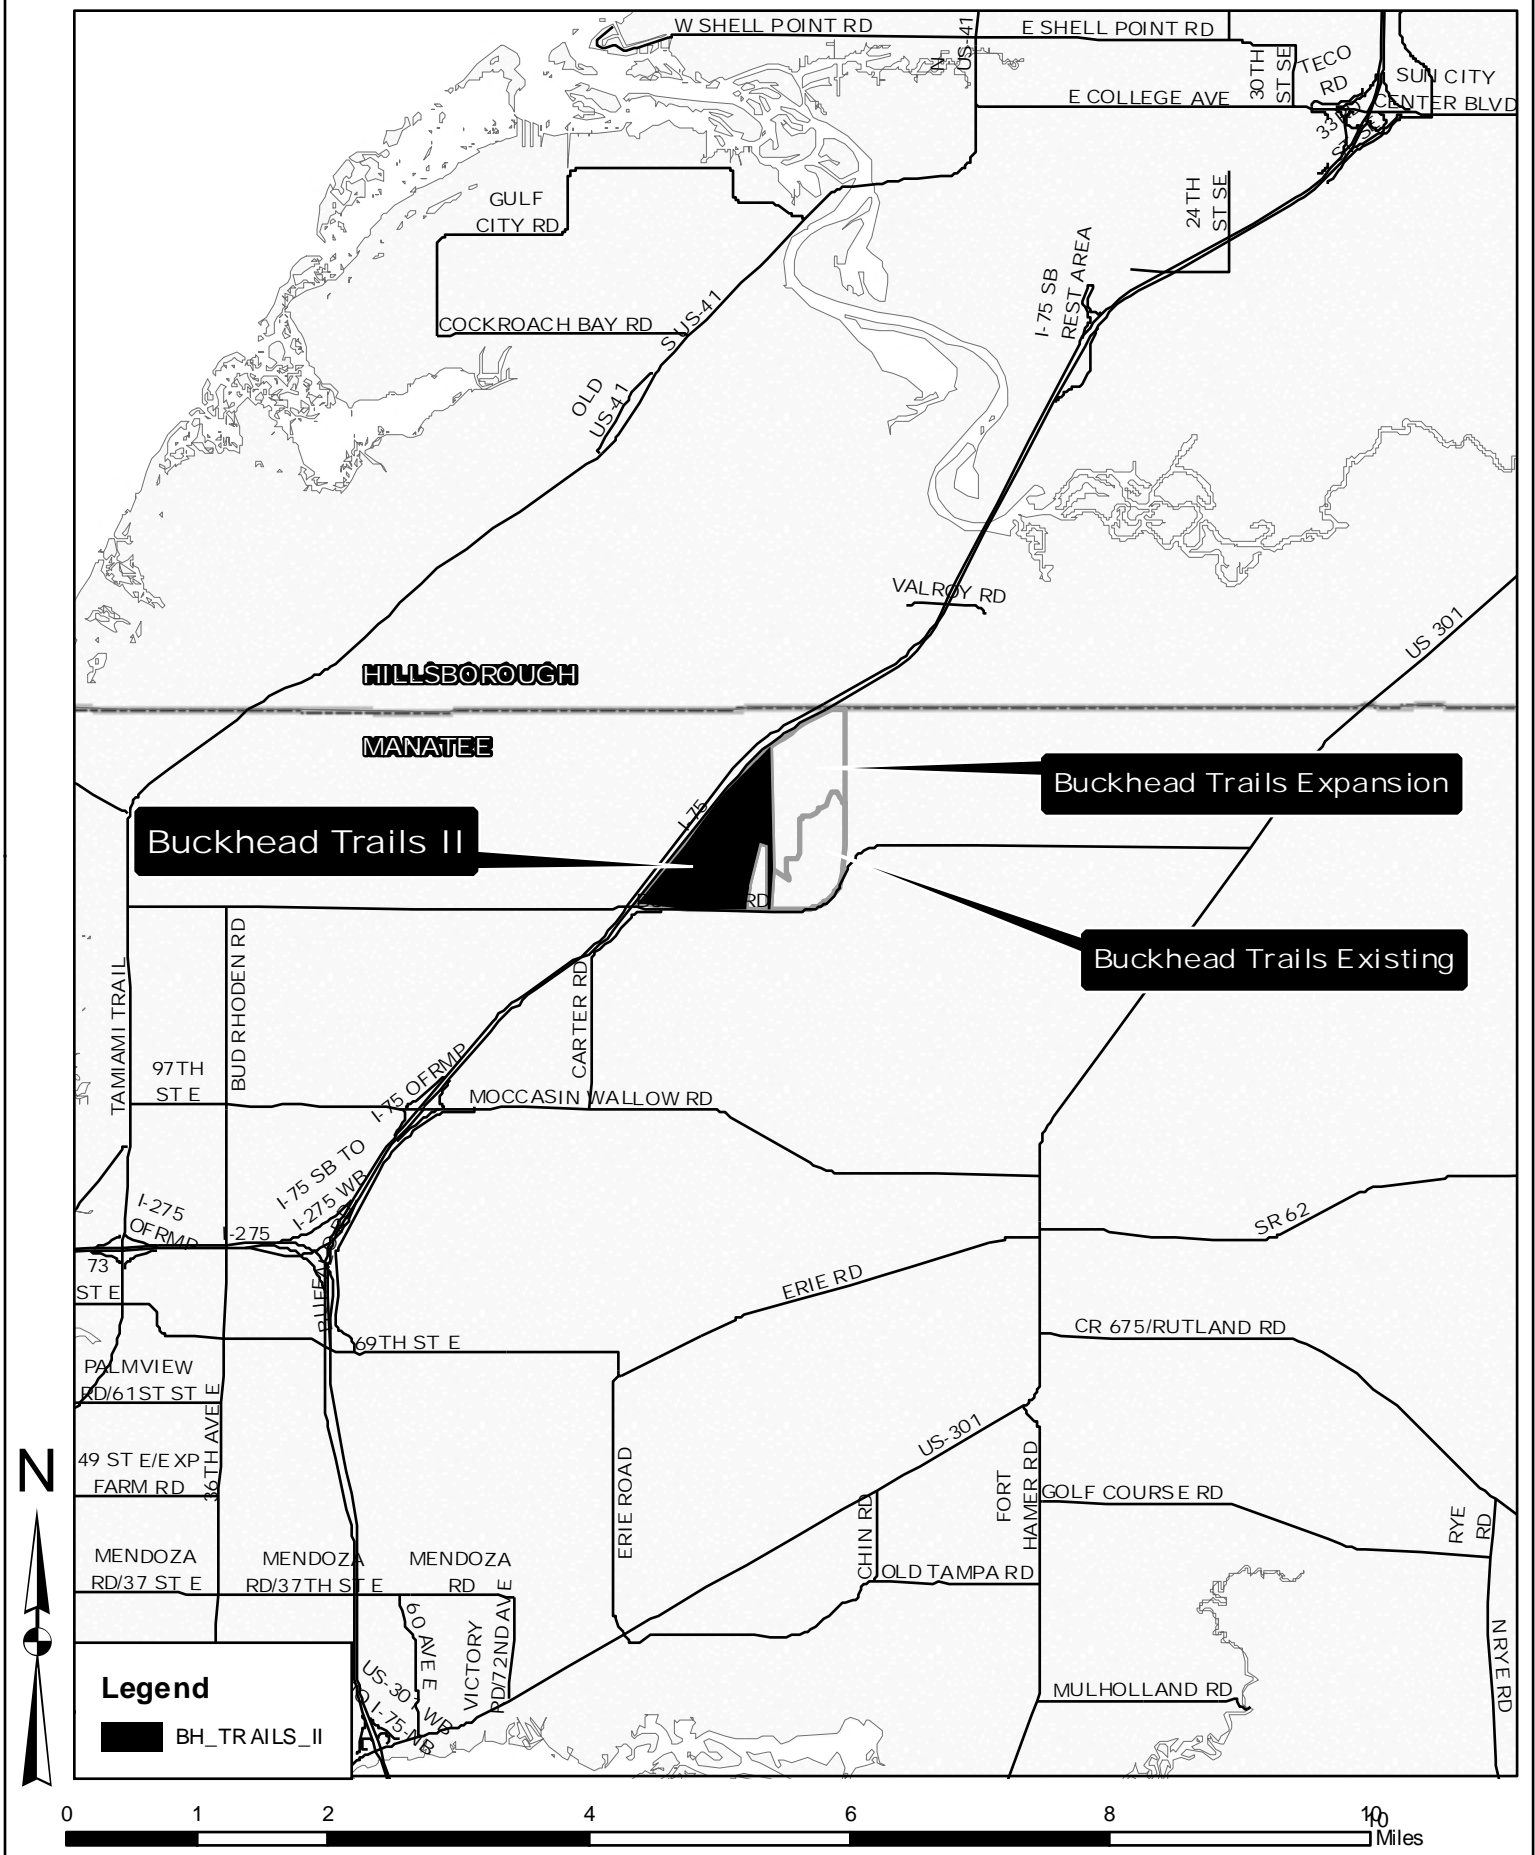 W SHELL POINT RD
E SHELL POINT RD
N
US-41
30TH
ST SE
TECO
RD
SUN CITY
CENTER BLVD
E COLLEGE AVE
GULF
CITY RD
24TH
ST SE
I-75 SB
REST AREA
COCKROACH BAY RD
S US-41
OLD
US-41
VALROY RD
US 301
HILLSBOROUGH
MANATEE
Buckhead Trails Expansion
I-75
Buckhead Trails II
RD
Buckhead Trails Existing
TAMIAMI TRAIL
BUD RHODEN RD
CARTER RD
97TH
ST E
I-75 OFRMP
MOCCASIN WALLOW RD
I-75 SB TO
I-275 WB
I-275
OFRMP
I-275
SR 62
73
ST E
ERIE RD
69TH ST E
CR 675/RUTLAND RD
PALMVIEW
RD/61ST ST E
36TH AVE E
49 ST E/EXP
FARM RD
US-301
ERIE ROAD
FORT
HAMER RD
GOLF COURSE RD
CHIN RD
RYE
RD
MENDOZA
RD/37 ST E
MENDOZA
RD/37TH ST E
MENDOZA
RD
OLD TAMPA RD
60 AVE E
VICTORY
RD/72ND AVE
N RYE RD
MULHOLLAND RD
I-75-NB
N
Legend
BH_TRAILS_II
0 1 2 4 6 8 10
Miles